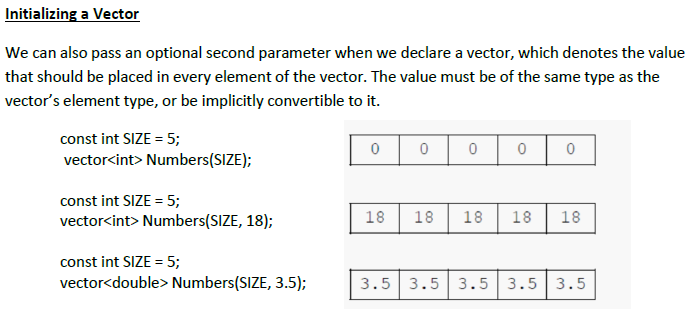 Initializing a Vector
We can also pass an optional second parameter when we declare a vector, which denotes the value
that should be placed in every element of the vector. The value must be of the same type as the
vector’s element type, or be implicitly convertible to it.
const int SIZE = 5;
vector<int> Numbers(SIZE);
0 0 0 0 0
const int SIZE = 5;
vector<int> Numbers(SIZE, 18);
18 18 18 18 18
const int SIZE = 5;
vector<double> Numbers(SIZE, 3.5);
3.5 3.5 3.5 3.5 3.5